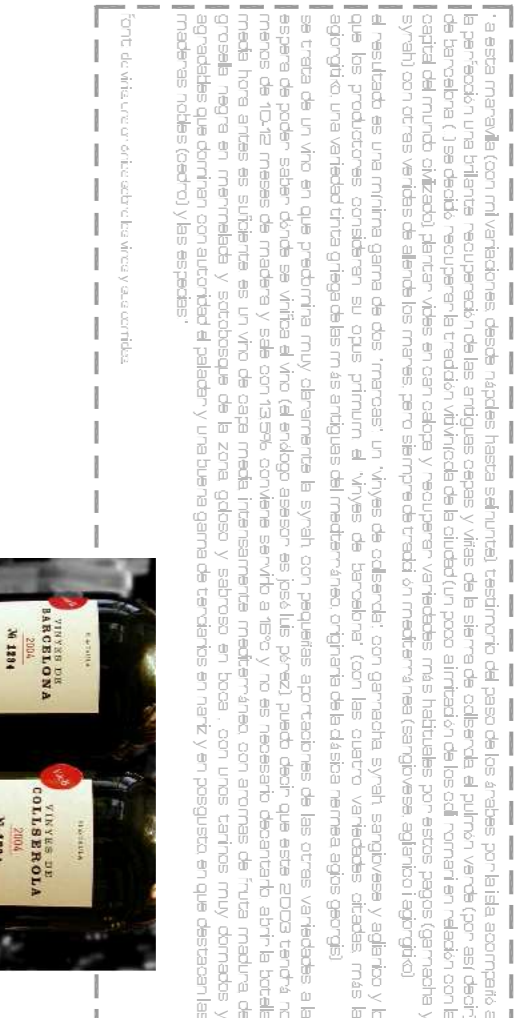 ' a esta maravilla (con mil variaciones desde nápoles hasta selinunte) testimonio del paso de los árabes por la isla acompañó a
la perfección una brillante recuperación de las antiguas cepas y viñas de la sierra de collserola el pulmón verde (por así decir)
de barcelona ( ) se decidió recuperar la tradición vitivinícola de la ciudad (un poco a imitación de los colli romani en relación con la
capital del mundo civilizado) plantar vides en can calopa y recuperar variedades más habituales por estos pagos (garnacha y
syrah) con otras venidas de allende los mares pero siempre de tradición mediterránea (sangiovese aglianico i agiorgitiko)
el resultado es una mínima gama de dos 'marcas' un 'vinyes de collserola' con garnacha syrah sangiovese y aglianico y lo
que los productores consideran su opus primum el 'vinyes de barcelona' (con las cuatro variedades citadas más la
agiorgitiko una variedad tinta griega de las más antiguas del mediterráneo originaria de la clásica nemea agios georgis)
se trata de un vino en que predomina muy claramente la syrah con pequeñas aportaciones de las otras variedades a la
espera de poder saber dónde se vinifica el vino (el enólogo asesor es josé lluís pérez) puedo decir que este 2003 tendrá no
menos de 10-12 meses de madera y sale con 13.5% conviene servirlo a 16ºc y no es necesario decantarlo abrir la botella
media hora antes es suficiente es un vino de capa media intensamente mediterráneo con aromas de fruta madura de
grosella negra en mermelada y sotobosque de la zona goloso y sabroso en boca , con unos taninos muy domados y
agradables que dominan con autoridad el paladar y una buena gama de terciarios en nariz y en posgusto en que destacan las
maderas nobles (cedro) y las especias '
font: de vinis una crónica sobre los vinos y sus comidas
VINYES DE
BARCELONA
2004
Nº 1294
VINYES DE
COLLSEROLA
2004